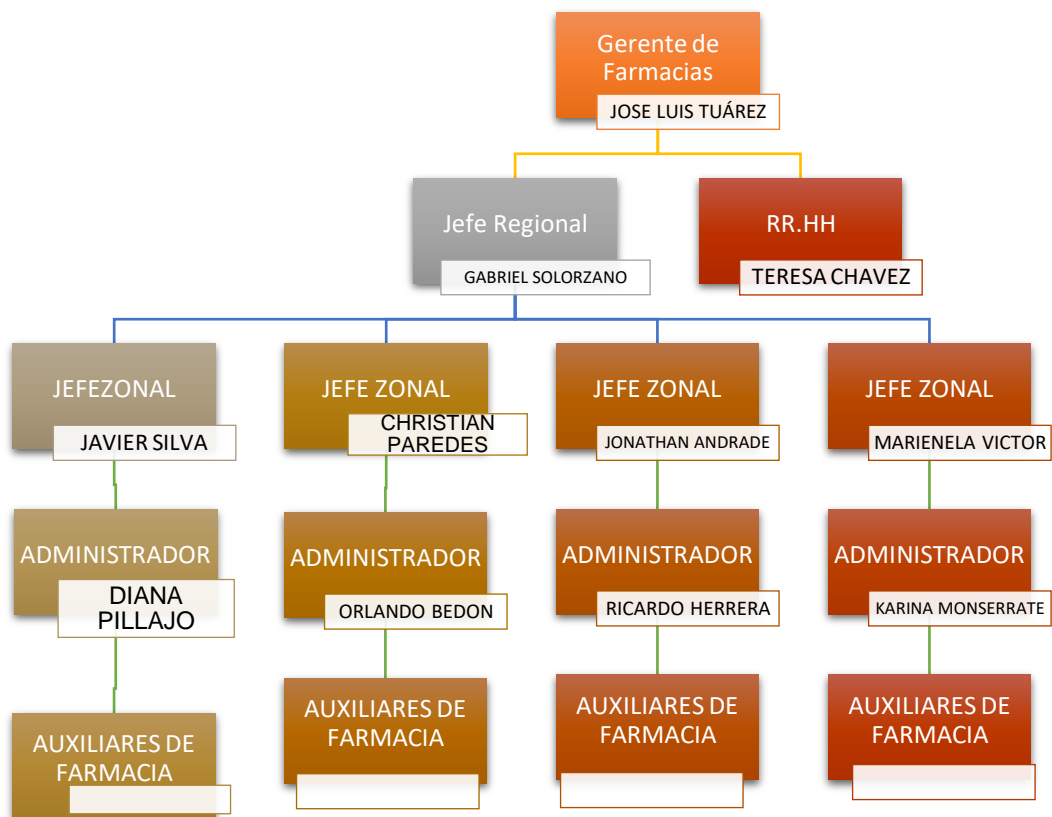 Gerente de
Farmacias
JOSE LUIS TUÁREZ
Jefe Regional
GABRIEL SOLORZANO
RR.HH
TERESA CHAVEZ
JEFEZONAL
JAVIER SILVA
JEFE ZONAL
CHRISTIAN
PAREDES
JEFE ZONAL
JONATHAN ANDRADE
JEFE ZONAL
MARIENELA VICTOR
ADMINISTRADOR
DIANA
PILLAJO
ADMINISTRADOR
ORLANDO BEDON
ADMINISTRADOR
RICARDO HERRERA
ADMINISTRADOR
KARINA MONSERRATE
AUXILIARES DE
FARMACIA
AUXILIARES DE
FARMACIA
AUXILIARES DE
FARMACIA
AUXILIARES DE
FARMACIA